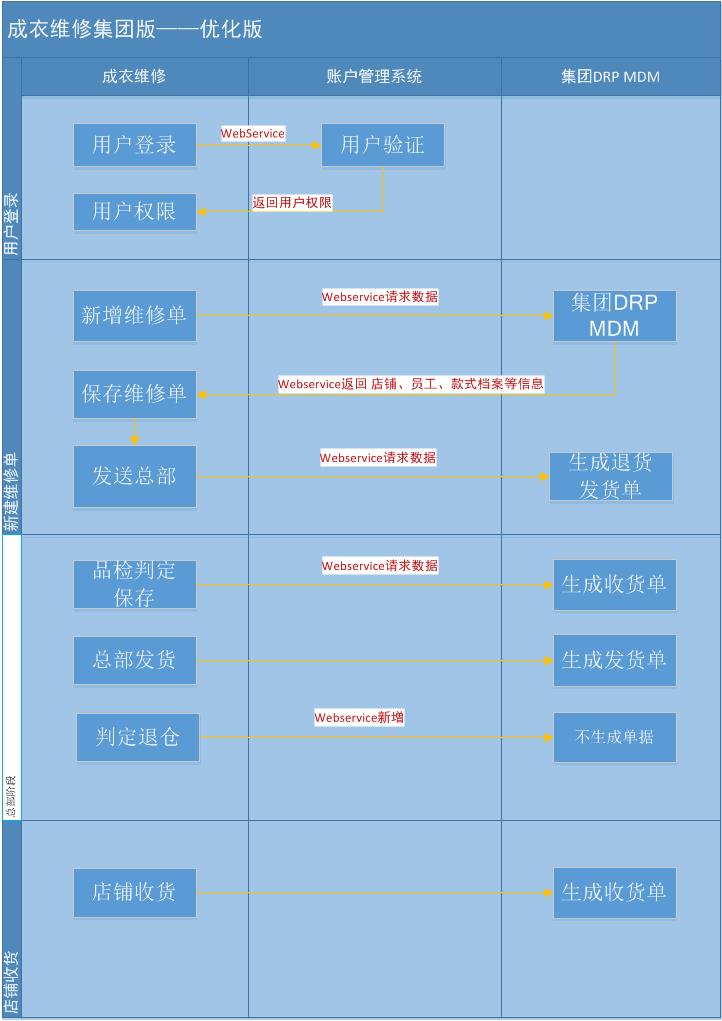 成衣维修集团版——优化版
成衣维修
账户管理系统
集团DRP MDM
用户登录
用户登录
WebService
用户验证
用户权限
返回用户权限
新建维修单
新增维修单
Webservice请求数据
集团DRP
MDM
保存维修单
Webservice返回 店铺、员工、款式档案等信息
发送总部
Webservice请求数据
生成退货
发货单
总部阶段
品检判定
保存
Webservice请求数据
生成收货单
总部发货
生成发货单
判定退仓
Webservice新增
不生成单据
店铺收货
店铺收货
生成收货单